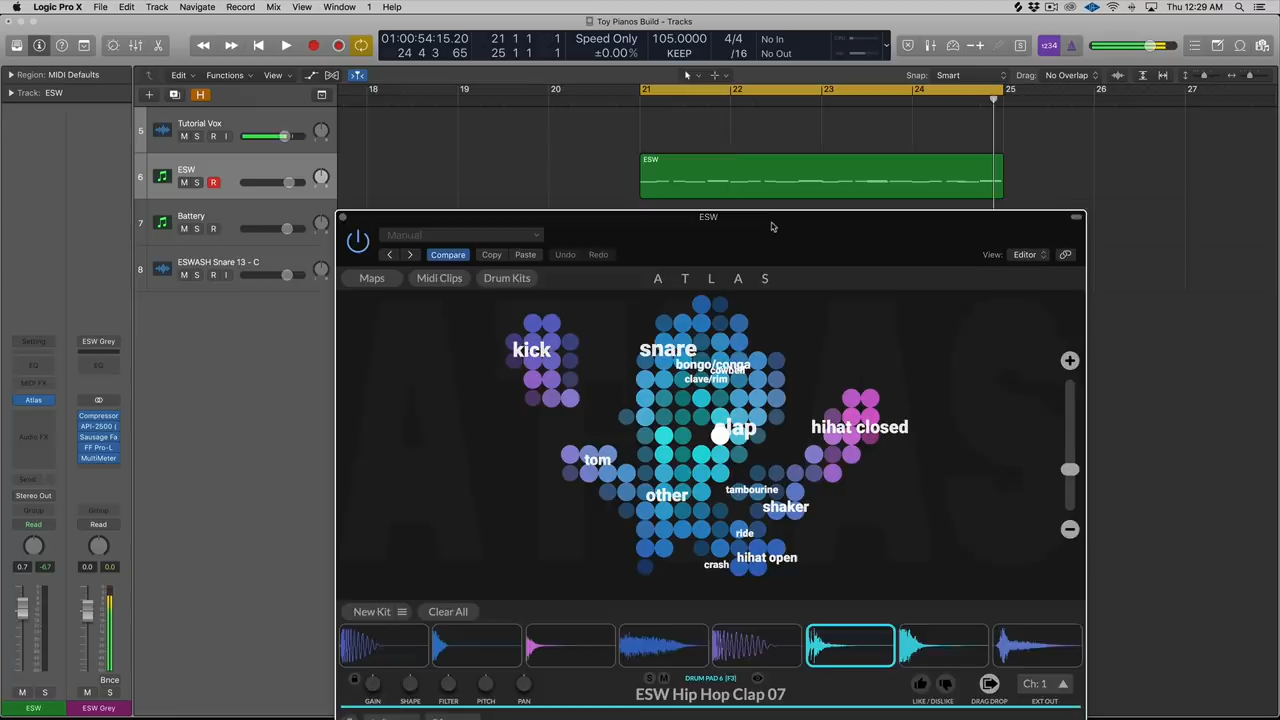 Logic Pro X File Edit Track Navigate Record Mix View Window 1 Help Thu 12:29 AM
Toy Pianos Build - Tracks
01:00:54:15.20 21 1 1 1 Speed Only 105.0000 4/4 No In
24 4 3 65 25 1 1 1 ±0.00% KEEP /16 No Out
1234
Region: MIDI Defaults Edit Functions View Snap: Smart Drag: No Overlap
Track: ESW
H
18 19 20 21 22 23 24 25 26 27
5 Tutorial Vox
M S R I
6 ESW
M S R
ESW
7 Battery
M S R
8 ESWASH Snare 13 - C
M S R I
ESW
Manual
Compare Copy Paste Undo Redo View: Editor
Maps Midi Clips Drum Kits A T L A S
kick
snare
bongo/conga
cowbell
clave/rim
clap
hihat closed
tom
other
tambourine
shaker
ride
hihat open
crash
New Kit Clear All
S M DRUM PAD 6 [F3]
ESW Hip Hop Clap 07
GAIN SHAPE FILTER PITCH PAN
LIKE / DISLIKE DRAG DROP EXT OUT
Ch: 1
Setting ESW Grey
EQ EQ
MIDI FX
Atlas
Audio FX
Compressor
API-2500 (
Sausage Fa
FF Pro-L
MultiMeter
Send
Stereo Out
Group Group
Read Read
0.7 -6.7 0.0 0.0
Bnce
M S M S
ESW ESW Grey